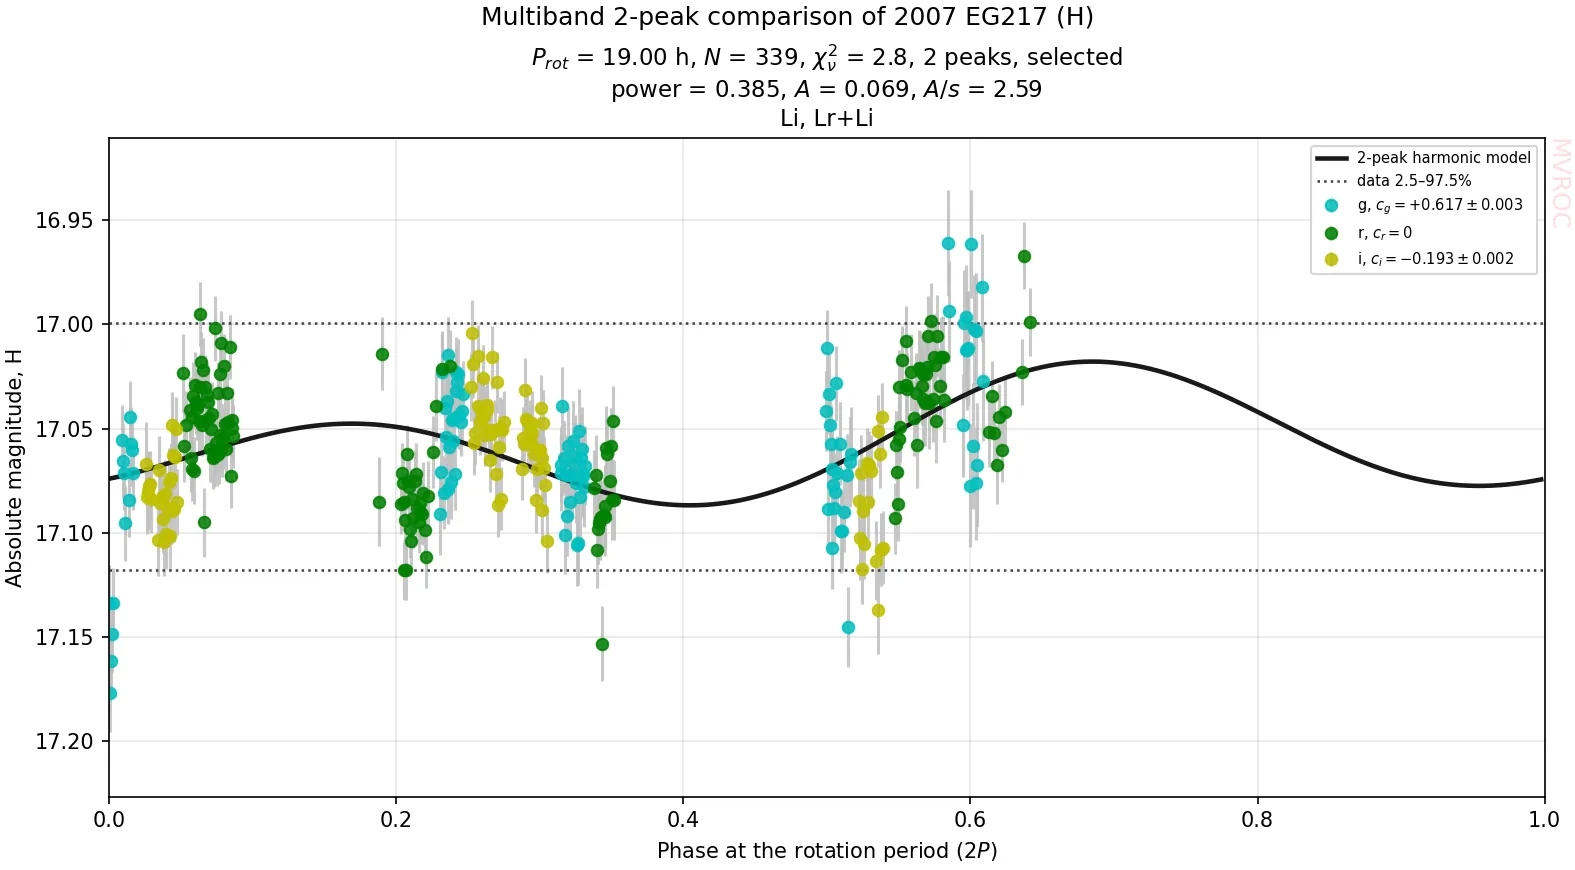 Multiband 2-peak comparison of 2007 EG217 (H)
P_rot = 19.00 h, N = 339, χ²_ν = 2.8, 2 peaks, selected
power = 0.385, A = 0.069, A/s = 2.59
Li, Lr+Li
2-peak harmonic model
data 2.5–97.5%
g, c_g = +0.617 ± 0.003
r, c_r = 0
i, c_i = −0.193 ± 0.002
MVROC
Absolute magnitude, H
16.95
17.00
17.05
17.10
17.15
17.20
0.0 0.2 0.4 0.6 0.8 1.0
Phase at the rotation period (2P)